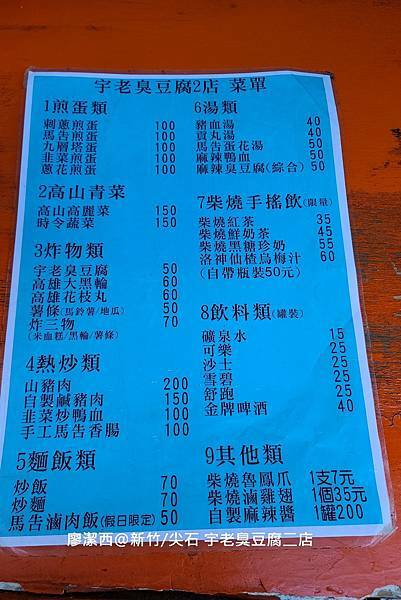 宇老臭豆腐2店 菜單
1煎蛋類
刺蔥煎蛋 100
馬告煎蛋 100
九層塔蛋 100
韭菜煎蛋 100
蔥花煎蛋 100
2高山青菜
高山高麗菜 150
時令蔬菜 150
3炸物類
宇老臭豆腐 50
高雄大黑輪 60
高雄花枝丸 60
薯條(馬鈴薯/地瓜) 50
炸三物 70
(米血糕/黑輪/薯條)
4熱炒類
山豬肉 200
自製鹹豬肉 150
韭菜炒鴨血 100
手工馬告香腸 100
5麵飯類
炒飯 70
炒麵 70
馬告滷肉飯(假日限定) 50
6湯類
豬血湯 40
貢丸湯 40
馬告蛋花湯 50
麻辣鴨血 50
麻辣臭豆腐(綜合) 60
7柴燒手搖飲(限量)
柴燒紅茶 35
柴燒鮮奶茶 45
柴燒黑糖珍奶 55
洛神仙楂烏梅汁 60
(自帶瓶裝50元)
8飲料類(罐裝)
礦泉水 15
可樂 25
沙士 25
雪碧 25
舒跑 25
金牌啤酒 40
9其他類
柴燒魯鳳爪 1支7元
柴燒滷雞翅 1個35元
自製麻辣醬 1罐200
廖潔西@新竹/尖石 宇老臭豆腐二店